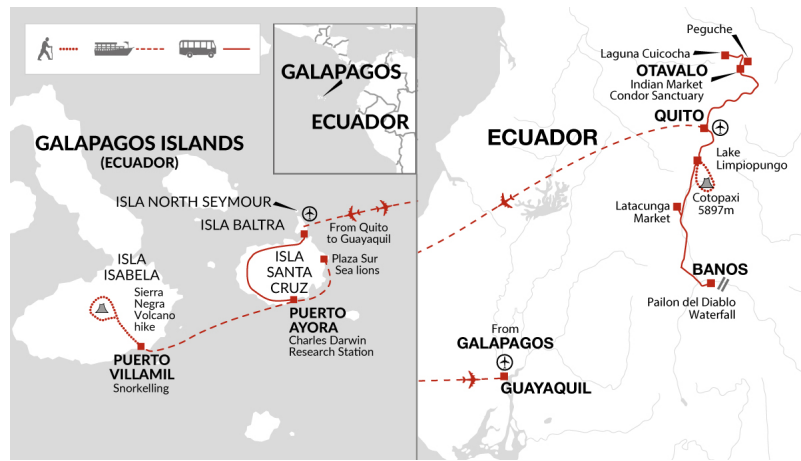 GALAPAGOS
ECUADOR
GALAPAGOS ISLANDS
(ECUADOR)
ISLA NORTH SEYMOUR
ISLA BALTRA
From Quito
to Guayaquil
ISLA
SANTA
CRUZ
Plaza Sur
Sea lions
ISLA
ISABELA
Sierra
Negra
Volcano
hike
PUERTO
AYORA
Charles Darwin
Research Station
PUERTO
VILLAMIL
Snorkelling
Peguche
Laguna Cuicocha
OTAVALO
Indian Market
Condor Sanctuary
QUITO
ECUADOR
Lake
Limpiopungo
Cotopaxi
5897m
Latacunga
Market
BANOS
Pailon del Diablo
Waterfall
From
GALAPAGOS
GUAYAQUIL